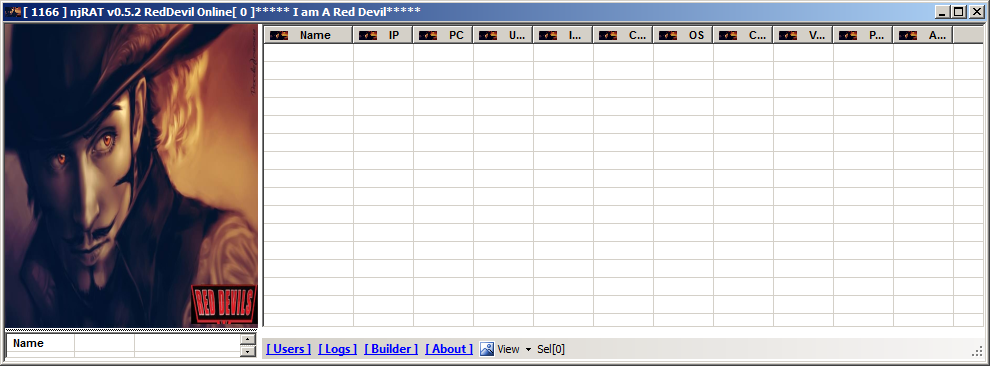 [ 1166 ] njRAT v0.5.2 RedDevil Online[ 0 ]***** I am A Red Devil*****
Name IP PC U... I... C... OS C... V... P... A...
RED DEVILS
Name
[ Users ] [ Logs ] [ Builder ] [ About ] View Sel[0]